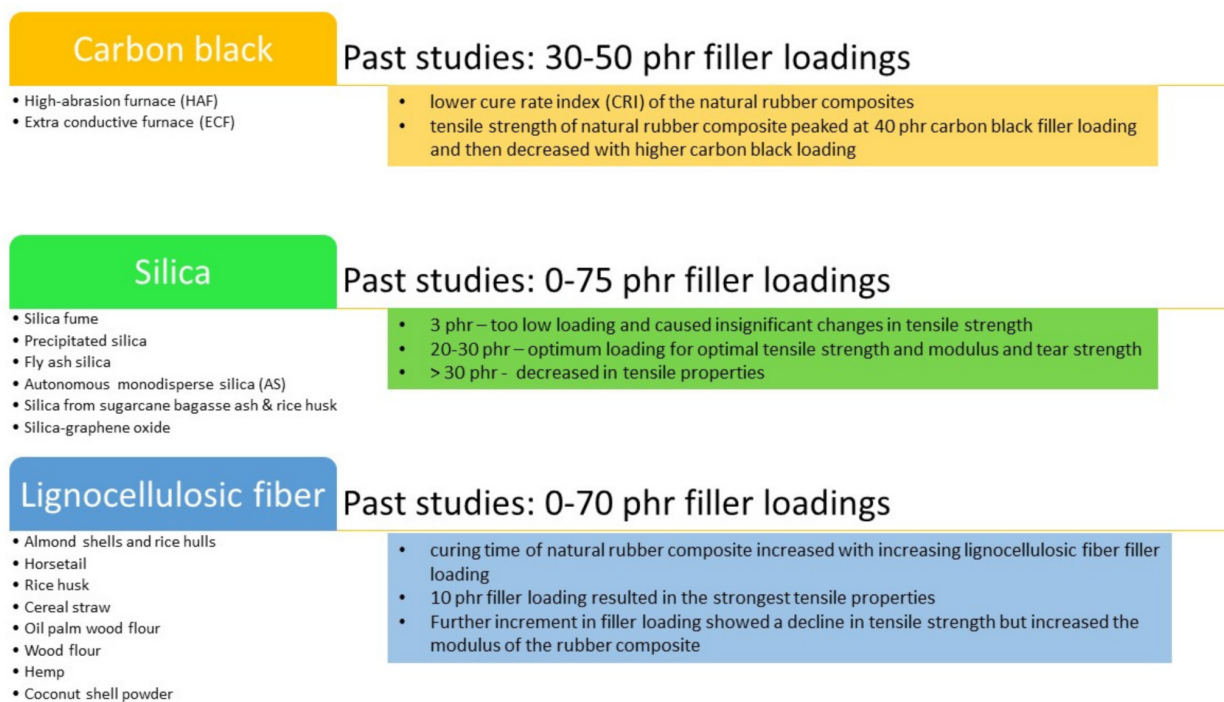 Carbon black
Past studies: 30-50 phr filler loadings
• High-abrasion furnace (HAF)
• Extra conductive furnace (ECF)
• lower cure rate index (CRI) of the natural rubber composites
• tensile strength of natural rubber composite peaked at 40 phr carbon black filler loading
and then decreased with higher carbon black loading
Silica
Past studies: 0-75 phr filler loadings
• Silica fume
• Precipitated silica
• Fly ash silica
• Autonomous monodisperse silica (AS)
• Silica from sugarcane bagasse ash & rice husk
• Silica-graphene oxide
• 3 phr – too low loading and caused insignificant changes in tensile strength
• 20-30 phr – optimum loading for optimal tensile strength and modulus and tear strength
• > 30 phr - decreased in tensile properties
Lignocellulosic fiber
Past studies: 0-70 phr filler loadings
• Almond shells and rice hulls
• Horsetail
• Rice husk
• Cereal straw
• Oil palm wood flour
• Wood flour
• Hemp
• Coconut shell powder
• curing time of natural rubber composite increased with increasing lignocellulosic fiber filler
loading
• 10 phr filler loading resulted in the strongest tensile properties
• Further increment in filler loading showed a decline in tensile strength but increased the
modulus of the rubber composite